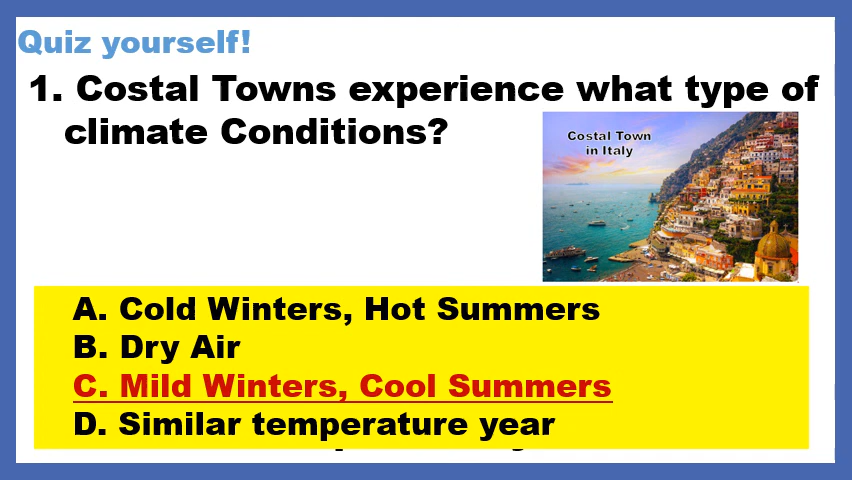 Quiz yourself!
1. Costal Towns experience what type of
climate Conditions?
Costal Town
in Italy
A. Cold Winters, Hot Summers
B. Dry Air
C. Mild Winters, Cool Summers
D. Similar temperature year